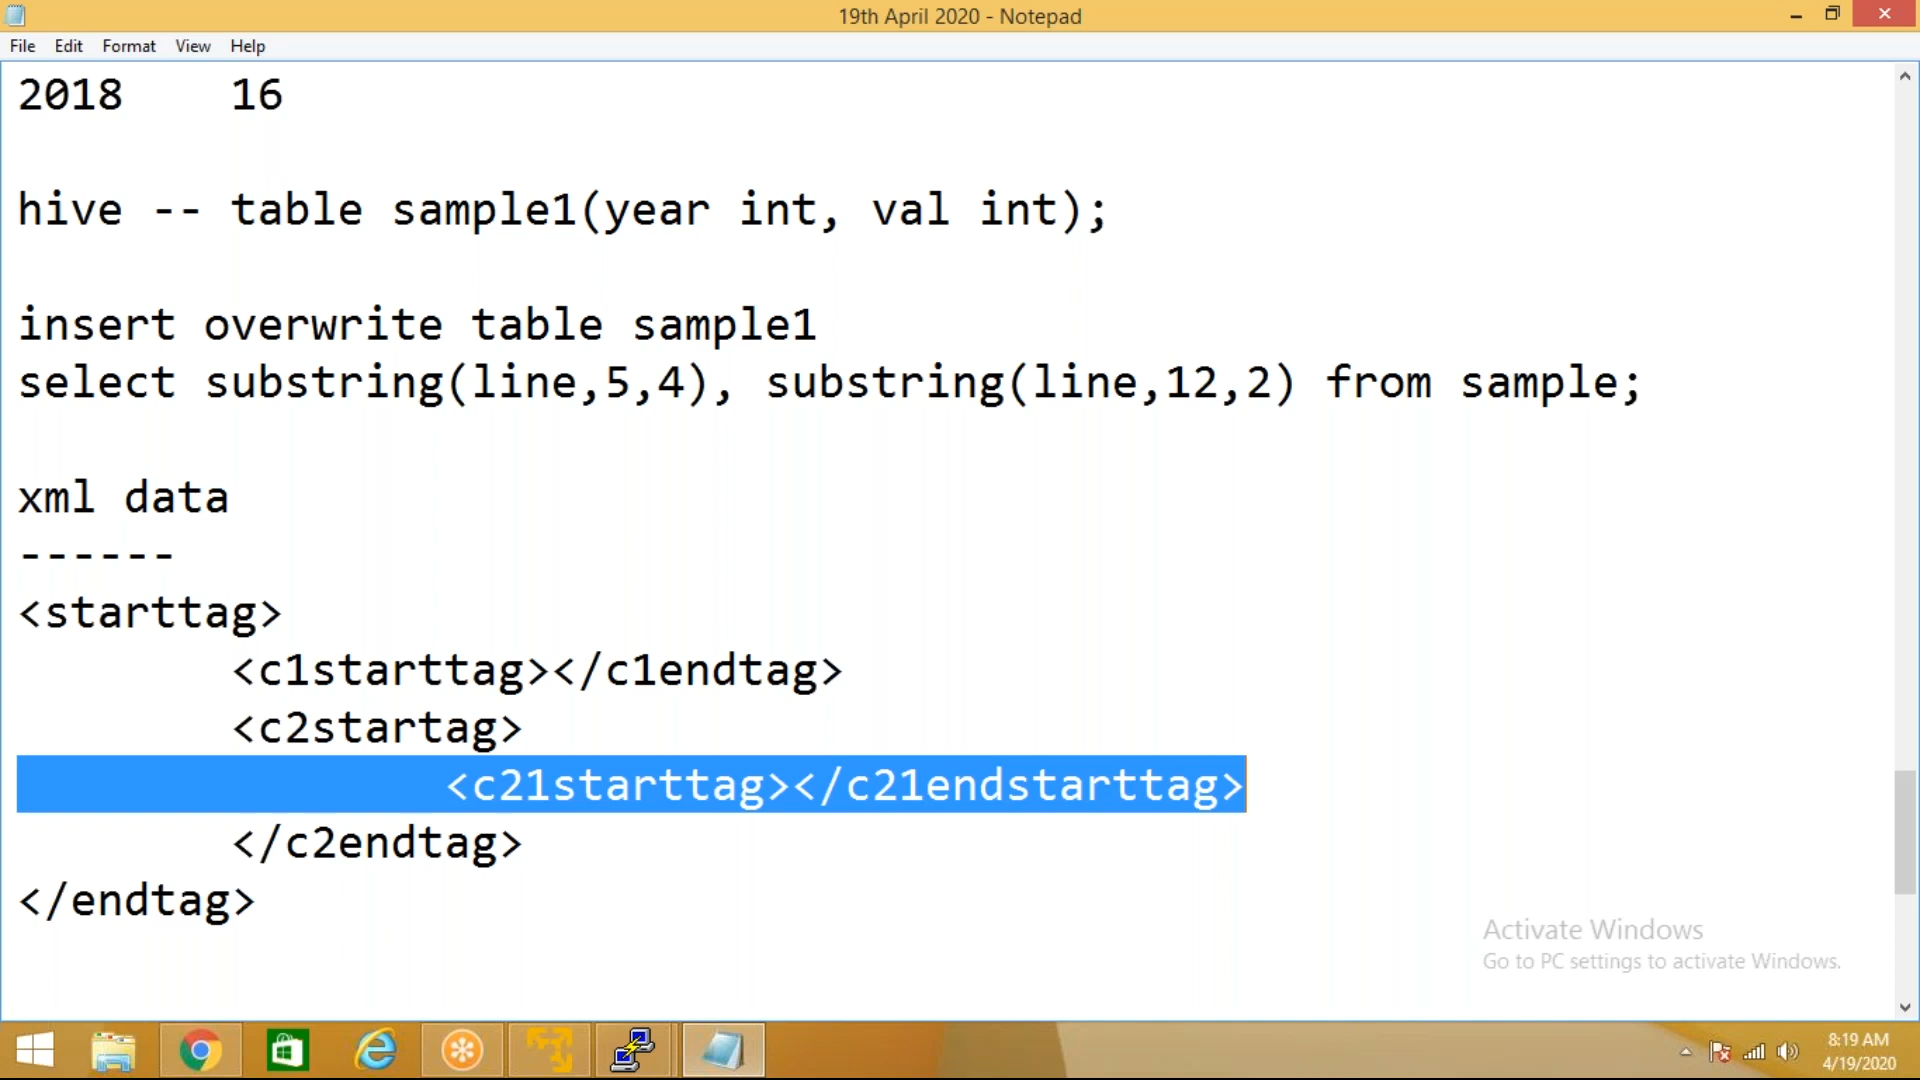 19th April 2020 - Notepad
File Edit Format View Help
2018    16
hive -- table sample1(year int, val int);
insert overwrite table sample1
select substring(line,5,4), substring(line,12,2) from sample;
xml data
------
<starttag>
        <c1starttag></c1endtag>
        <c2startag>
                <c21starttag></c21endstarttag>
        </c2endtag>
</endtag>
Activate Windows
Go to PC settings to activate Windows.
8:19 AM
4/19/2020